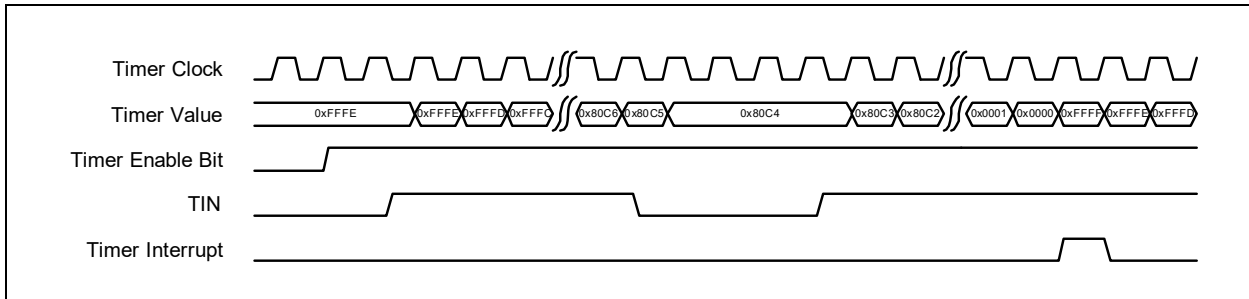 Timer Clock
Timer Value 0xFFFE 0xFFFE 0xFFFD 0xFFFC 0x80C6 0x80C5 0x80C4 0x80C3 0x80C2 0x0001 0x0000 0xFFFF 0xFFFE 0xFFFD
Timer Enable Bit
TIN
Timer Interrupt